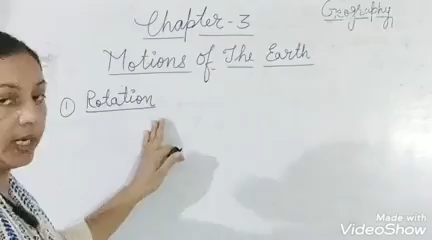 Geography
Chapter-3
Motions of The Earth
① Rotation
Made with
VideoShow